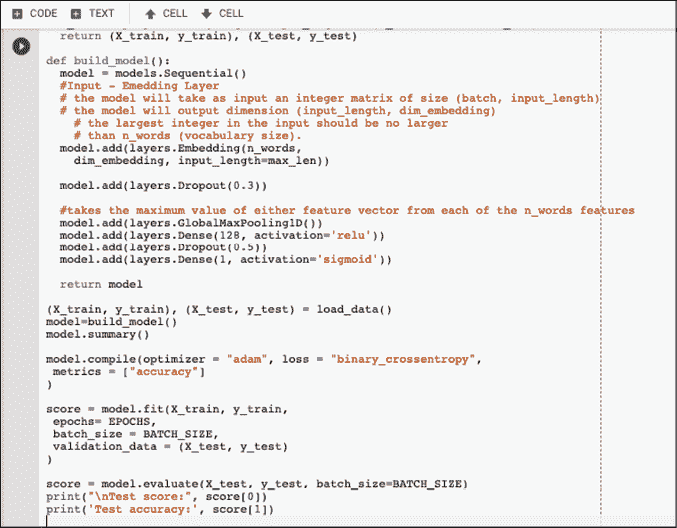 CODE TEXT CELL CELL
return (X_train, y_train), (X_test, y_test)
def build_model():
model = models.Sequential()
#Input - Emedding Layer
# the model will take as input an integer matrix of size (batch, input_length)
# the model will output dimension (input_length, dim_embedding)
# the largest integer in the input should be no larger
# than n_words (vocabulary size).
model.add(layers.Embedding(n_words,
dim_embedding, input_length=max_len))
model.add(layers.Dropout(0.3))
#takes the maximum value of either feature vector from each of the n_words features
model.add(layers.GlobalMaxPooling1D())
model.add(layers.Dense(128, activation='relu'))
model.add(layers.Dropout(0.5))
model.add(layers.Dense(1, activation='sigmoid'))
return model
(X_train, y_train), (X_test, y_test) = load_data()
model=build_model()
model.summary()
model.compile(optimizer = "adam", loss = "binary_crossentropy",
metrics = ["accuracy"]
)
score = model.fit(X_train, y_train,
epochs= EPOCHS,
batch_size = BATCH_SIZE,
validation_data = (X_test, y_test)
)
score = model.evaluate(X_test, y_test, batch_size=BATCH_SIZE)
print("\nTest score:", score[0])
print('Test accuracy:', score[1])